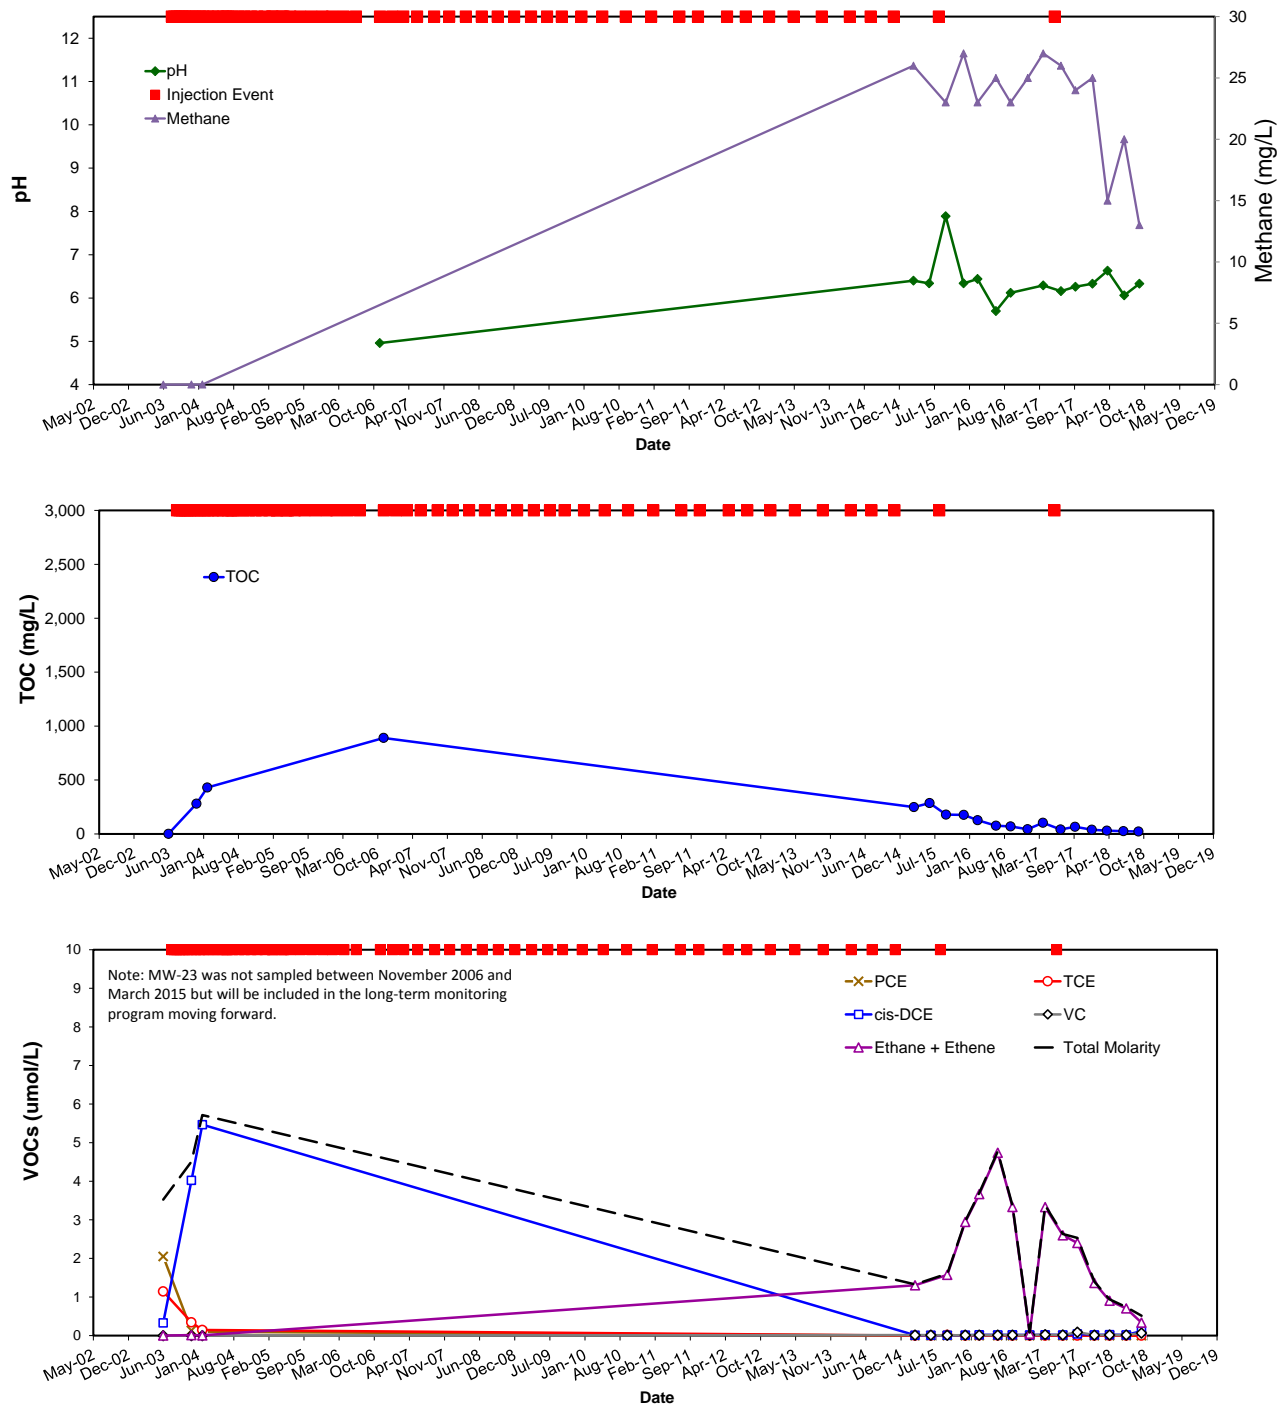 12
11
10
9
8
7
6
5
4
pH
30
25
20
15
10
5
0
Methane (mg/L)
pH
Injection Event
Methane
May-02 Dec-02 Jun-03 Jan-04 Aug-04 Feb-05 Sep-05 Mar-06 Oct-06 Apr-07 Nov-07 Jun-08 Dec-08 Jul-09 Jan-10 Aug-10 Feb-11 Sep-11 Apr-12 Oct-12 May-13 Nov-13 Jun-14 Dec-14 Jul-15 Jan-16 Aug-16 Mar-17 Sep-17 Apr-18 Oct-18 May-19 Dec-19
Date
3,000
2,500
2,000
1,500
1,000
500
0
TOC (mg/L)
TOC
May-02 Dec-02 Jun-03 Jan-04 Aug-04 Feb-05 Sep-05 Mar-06 Oct-06 Apr-07 Nov-07 Jun-08 Dec-08 Jul-09 Jan-10 Aug-10 Feb-11 Sep-11 Apr-12 Oct-12 May-13 Nov-13 Jun-14 Dec-14 Jul-15 Jan-16 Aug-16 Mar-17 Sep-17 Apr-18 Oct-18 May-19 Dec-19
Date
10
9
8
7
6
5
4
3
2
1
0
VOCs (umol/L)
Note: MW-23 was not sampled between November 2006 and
March 2015 but will be included in the long-term monitoring
program moving forward.
PCE TCE
cis-DCE VC
Ethane + Ethene Total Molarity
May-02 Dec-02 Jun-03 Jan-04 Aug-04 Feb-05 Sep-05 Mar-06 Oct-06 Apr-07 Nov-07 Jun-08 Dec-08 Jul-09 Jan-10 Aug-10 Feb-11 Sep-11 Apr-12 Oct-12 May-13 Nov-13 Jun-14 Dec-14 Jul-15 Jan-16 Aug-16 Mar-17 Sep-17 Apr-18 Oct-18 May-19 Dec-19
Date